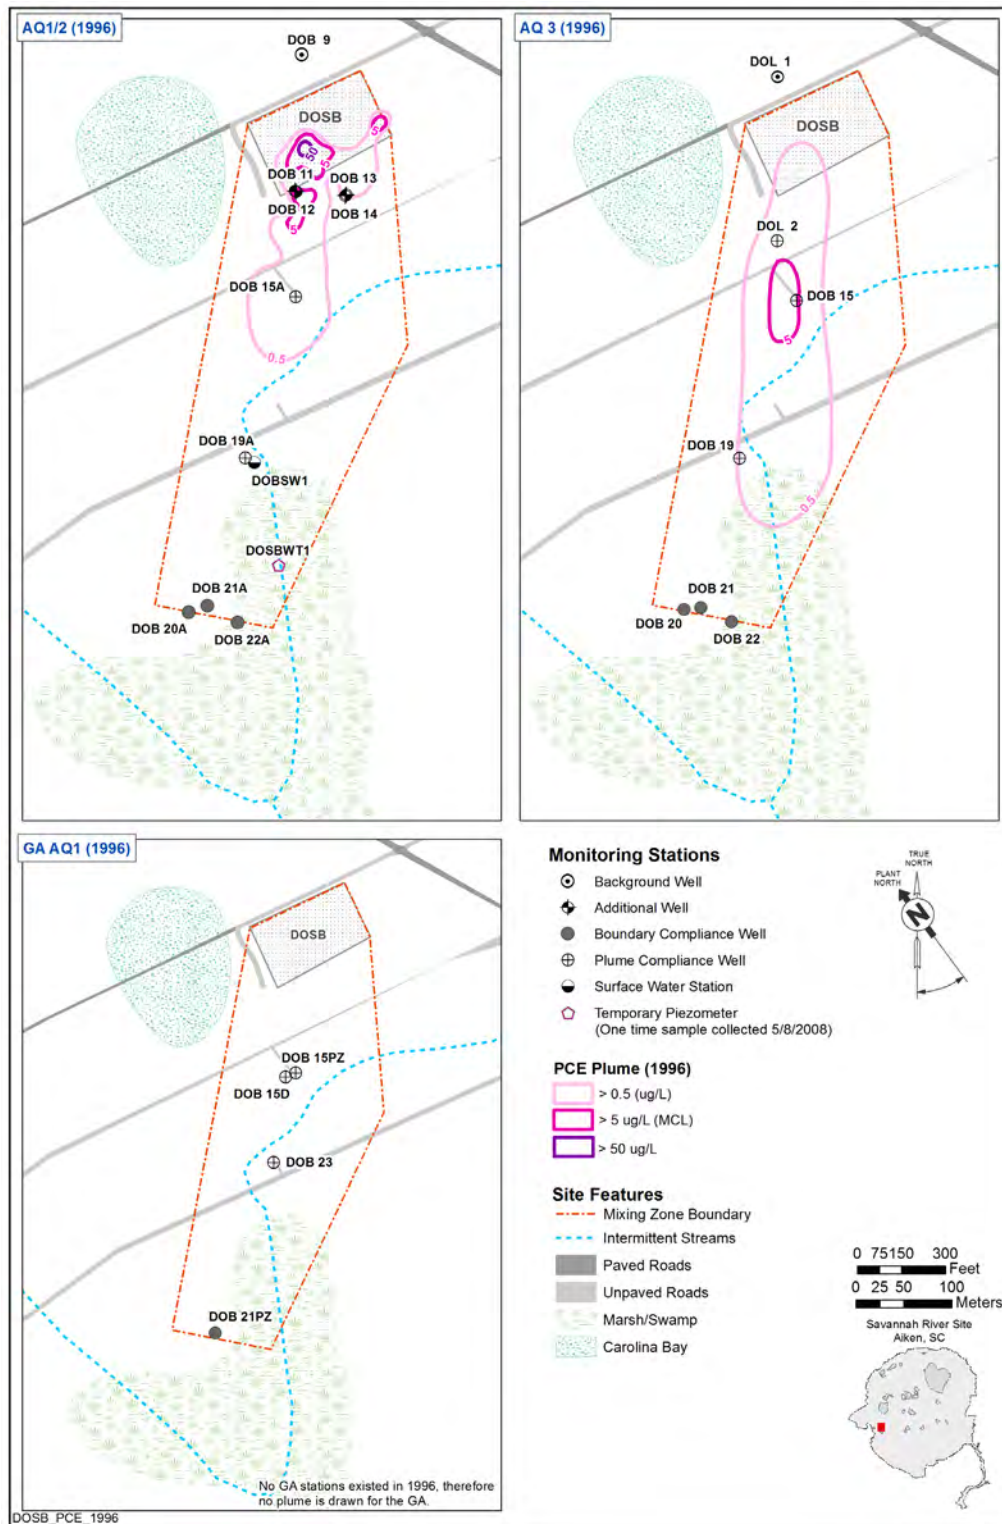 AQ1/2 (1996)
DOB 9
DOSB
5
50
5
DOB 11
DOB 13
DOB 12
DOB 14
5
DOB 15A
0.5
DOB 19A
DOBSW1
DOSBWT1
DOB 21A
DOB 20A
DOB 22A
AQ 3 (1996)
DOL 1
DOSB
DOL 2
DOB 15
5
DOB 19
0.5
DOB 21
DOB 20
DOB 22
GA AQ1 (1996)
DOSB
DOB 15PZ
DOB 15D
DOB 23
DOB 21PZ
No GA stations existed in 1996, therefore
no plume is drawn for the GA.
Monitoring Stations
Background Well
Additional Well
Boundary Compliance Well
Plume Compliance Well
Surface Water Station
Temporary Piezometer
(One time sample collected 5/8/2008)
PCE Plume (1996)
> 0.5 (ug/L)
> 5 ug/L (MCL)
> 50 ug/L
Site Features
Mixing Zone Boundary
Intermittent Streams
Paved Roads
Unpaved Roads
Marsh/Swamp
Carolina Bay
TRUE
NORTH
PLANT
NORTH
N
0 75 150 300
Feet
0 25 50 100
Meters
Savannah River Site
Aiken, SC
DOSB_PCE_1996